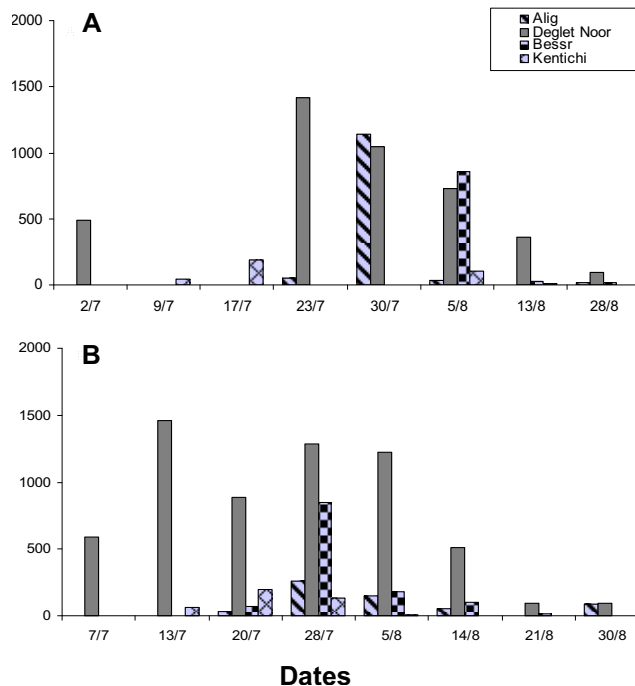 A
Alig
Deglet Noor
Bessr
Kentichi
2000
1500
1000
500
0
2/7 9/7 17/7 23/7 30/7 5/8 13/8 28/8
B
2000
1500
1000
500
0
7/7 13/7 20/7 28/7 5/8 14/8 21/8 30/8
Dates